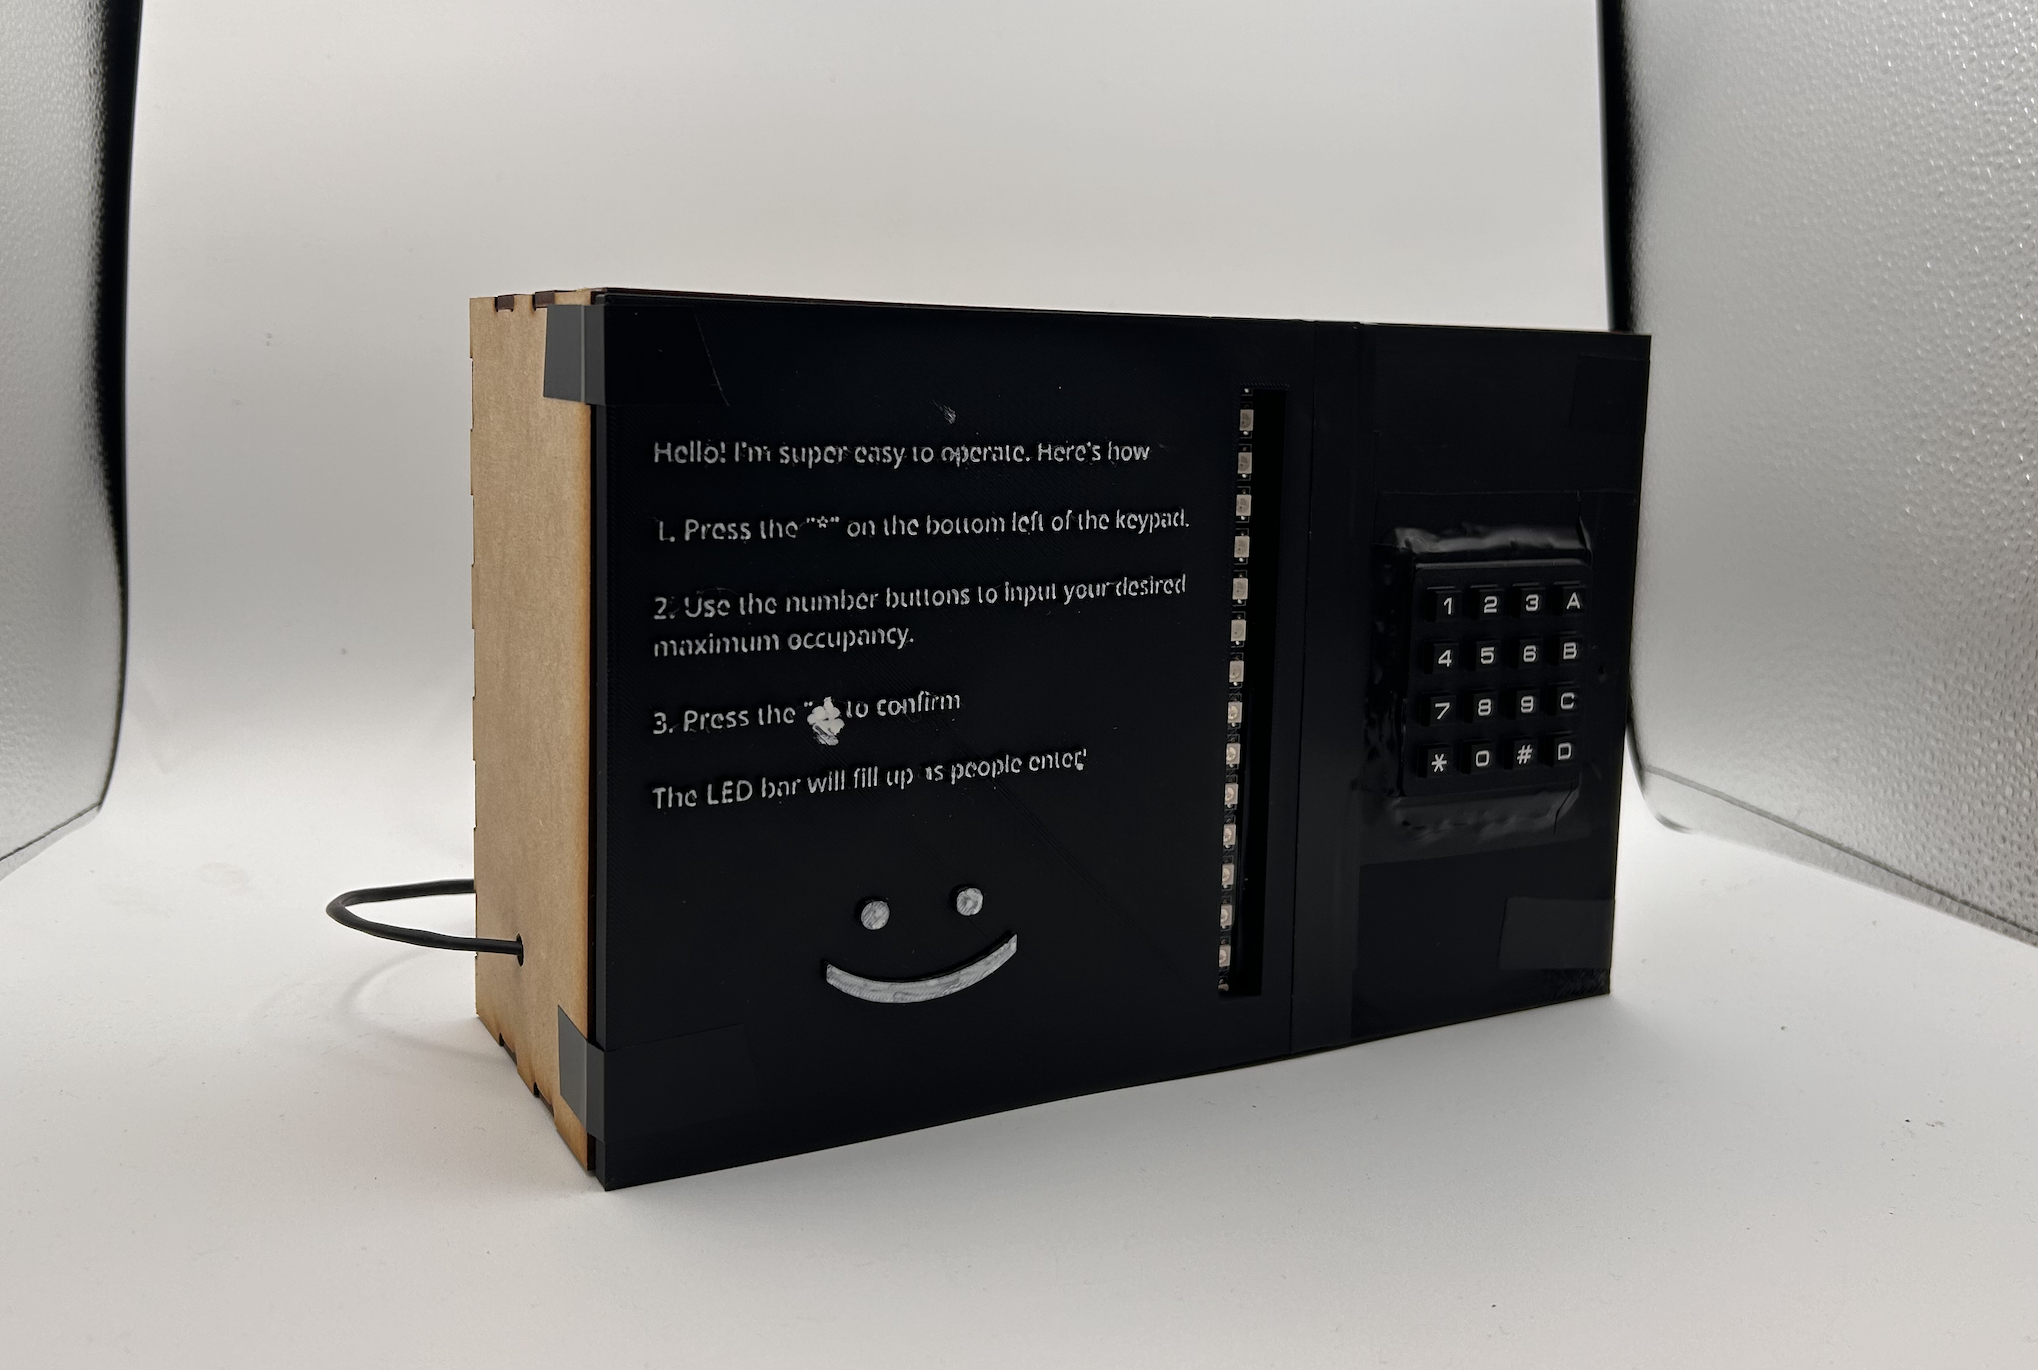 Hello! I'm super easy to operate. Here's how
1. Press the "*" on the bottom left of the keypad.
2. Use the number buttons to input your desired
maximum occupancy.
3. Press the " to confirm
The LED bar will fill up as people enter!
1 2 3 A
4 5 6 B
7 8 9 C
* 0 # D